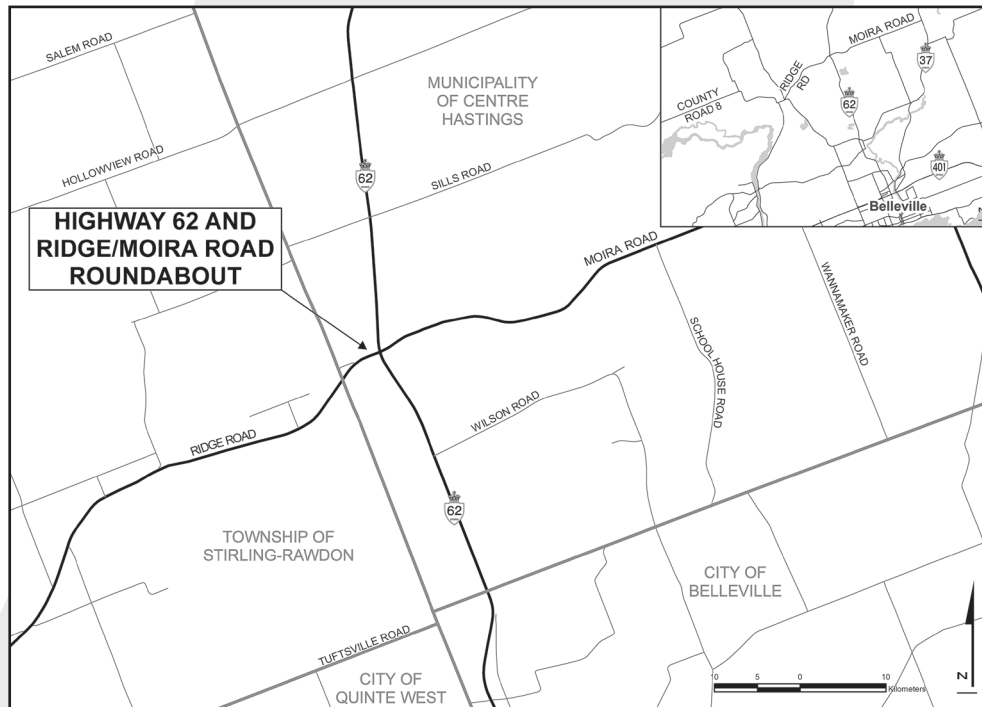 SALEM ROAD
MUNICIPALITY
OF CENTRE
HASTINGS
MOIRA ROAD
RIDGE
RD
37
62
COUNTY
ROAD 8
401
Belleville
N
HOLLOWVIEW ROAD
62
SILLS ROAD
HIGHWAY 62 AND
RIDGE/MOIRA ROAD
ROUNDABOUT
MOIRA ROAD
WANNAMAKER ROAD
SCHOOL HOUSE ROAD
WILSON ROAD
RIDGE ROAD
62
TOWNSHIP OF
STIRLING-RAWDON
CITY OF
BELLEVILLE
TUFTSVILLE ROAD
CITY OF
QUINTE WEST
10 5 0 10
Kilometers
N